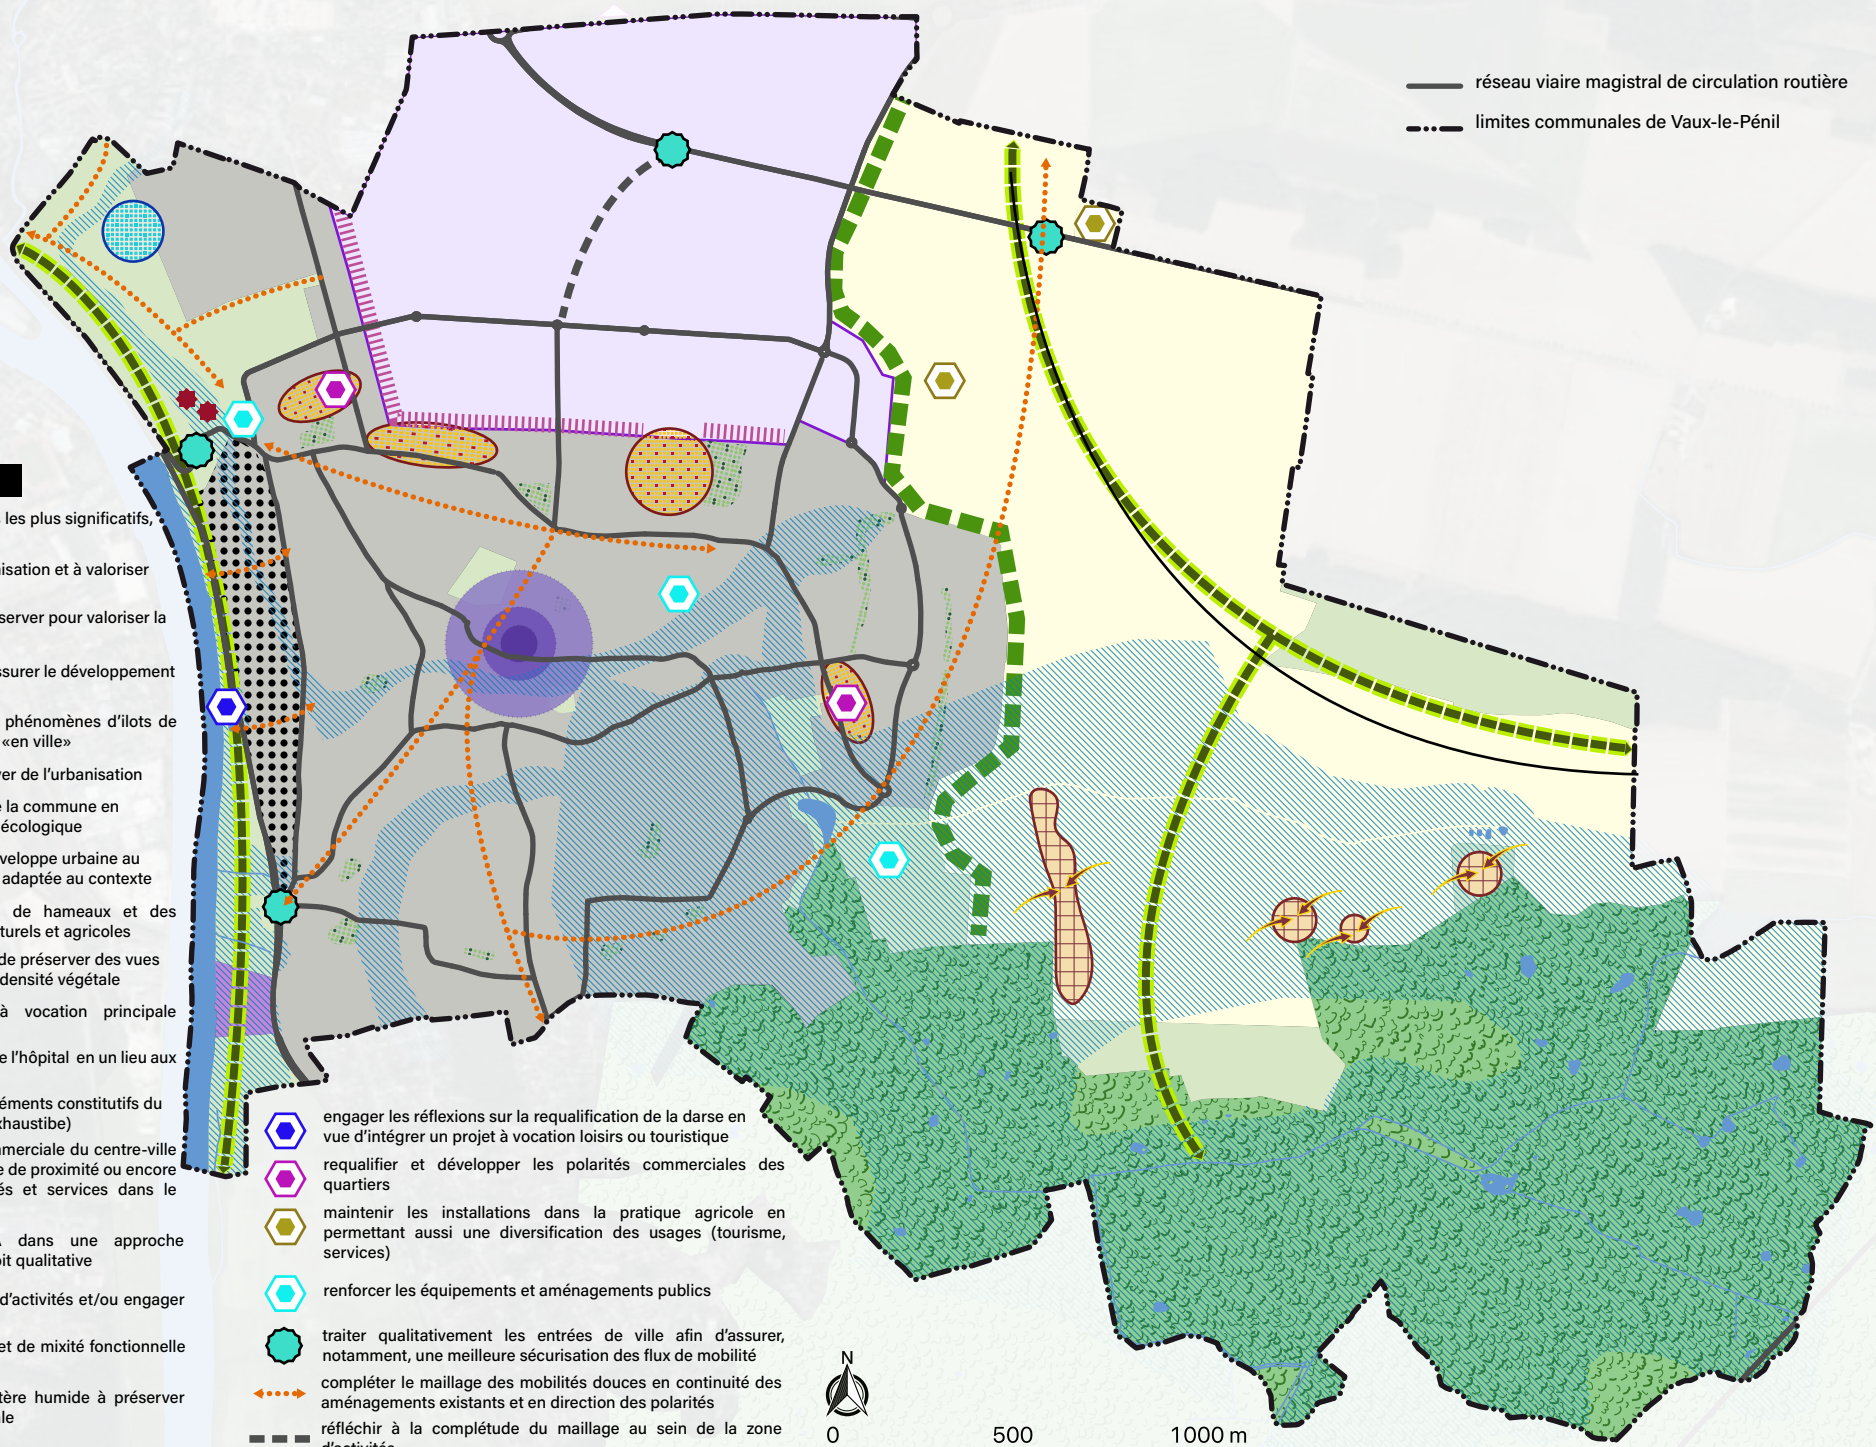 réseau viaire magistral de circulation routière
limites communales de Vaux-le-Pénil
les plus significatifs,
isation et à valoriser
server pour valoriser la
ssurer le développement
phénomènes d'ilots de
«en ville»
ver de l'urbanisation
e la commune en
écologique
veloppe urbaine au
adaptée au contexte
de hameaux et des
turels et agricoles
de préserver des vues
densité végétale
à vocation principale
e l'hôpital en un lieu aux
éments constitutifs du
xhaustibe)
nmerciale du centre-ville
e de proximité ou encore
és et services dans le
dans une approche
it qualitative
d'activités et/ou engager
et de mixité fonctionnelle
tère humide à préserver
le
engager les réflexions sur la requalification de la darse en
vue d'intégrer un projet à vocation loisirs ou touristique
requalifier et développer les polarités commerciales des
quartiers
maintenir les installations dans la pratique agricole en
permettant aussi une diversification des usages (tourisme,
services)
renforcer les équipements et aménagements publics
traiter qualitativement les entrées de ville afin d'assurer,
notamment, une meilleure sécurisation des flux de mobilité
compléter le maillage des mobilités douces en continuité des
aménagements existants et en direction des polarités
réfléchir à la complétude du maillage au sein de la zone
d'activités
N
0 500 1000 m